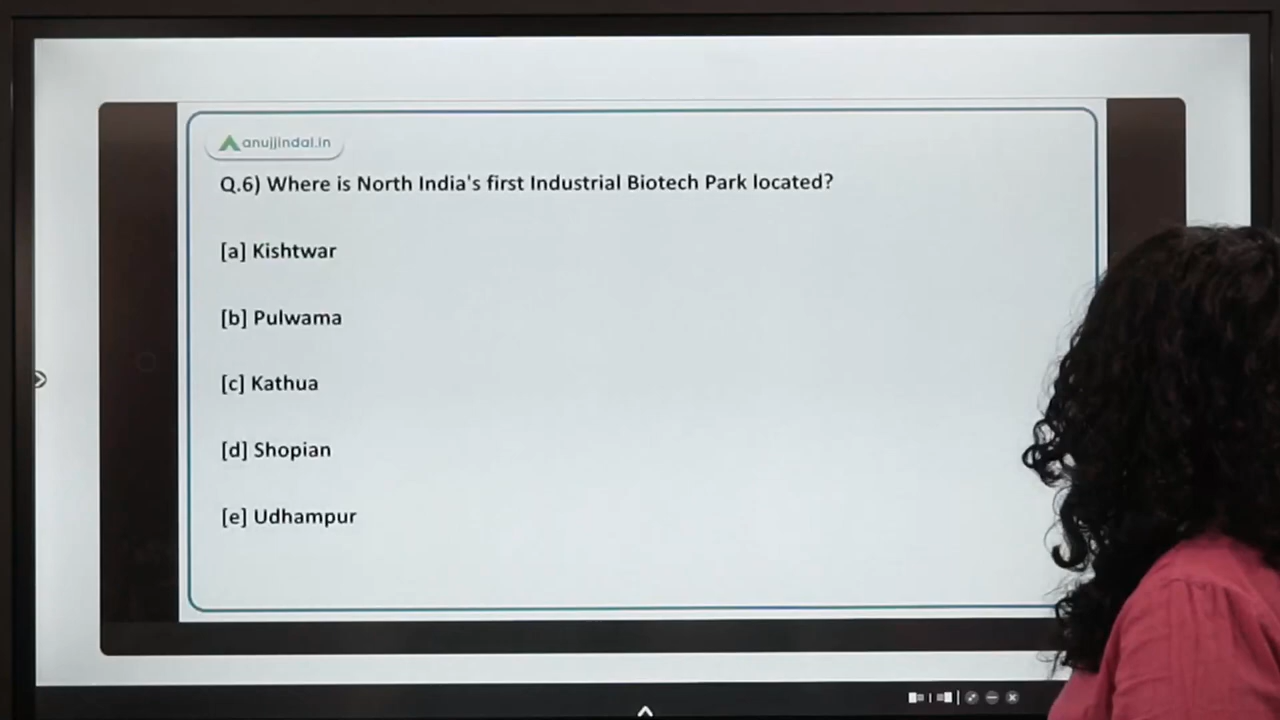 anujjindal.in
Q.6) Where is North India's first Industrial Biotech Park located?
[a] Kishtwar
[b] Pulwama
[c] Kathua
[d] Shopian
[e] Udhampur